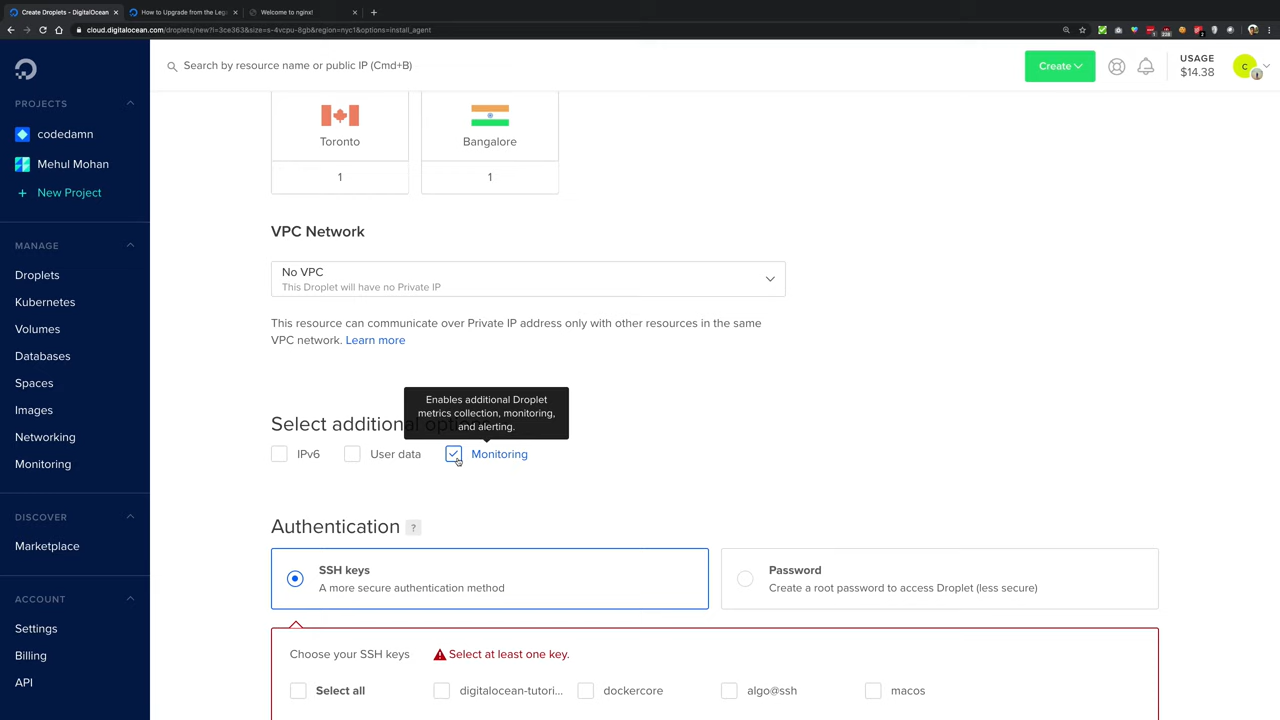 Create Droplets - DigitalOcean
How to Upgrade from the Leg
Welcome to nginx!
cloud.digitalocean.com/droplets/new?i=3ce363&size=s-4vcpu-8gb&region=nyc1&options=install_agent
Search by resource name or public IP (Cmd+B)
Create
USAGE
$14.38
C
PROJECTS
codedamn
Mehul Mohan
+ New Project
MANAGE
Droplets
Kubernetes
Volumes
Databases
Spaces
Images
Networking
Monitoring
DISCOVER
Marketplace
ACCOUNT
Settings
Billing
API
Toronto
Bangalore
1
1
VPC Network
No VPC
This Droplet will have no Private IP
This resource can communicate over Private IP address only with other resources in the same
VPC network. Learn more
Enables additional Droplet
metrics collection, monitoring,
and alerting.
Select additional
IPv6
User data
Monitoring
Authentication ?
SSH keys
A more secure authentication method
Password
Create a root password to access Droplet (less secure)
Choose your SSH keys
Select at least one key.
Select all
digitalocean-tutori...
dockercore
algo@ssh
macos